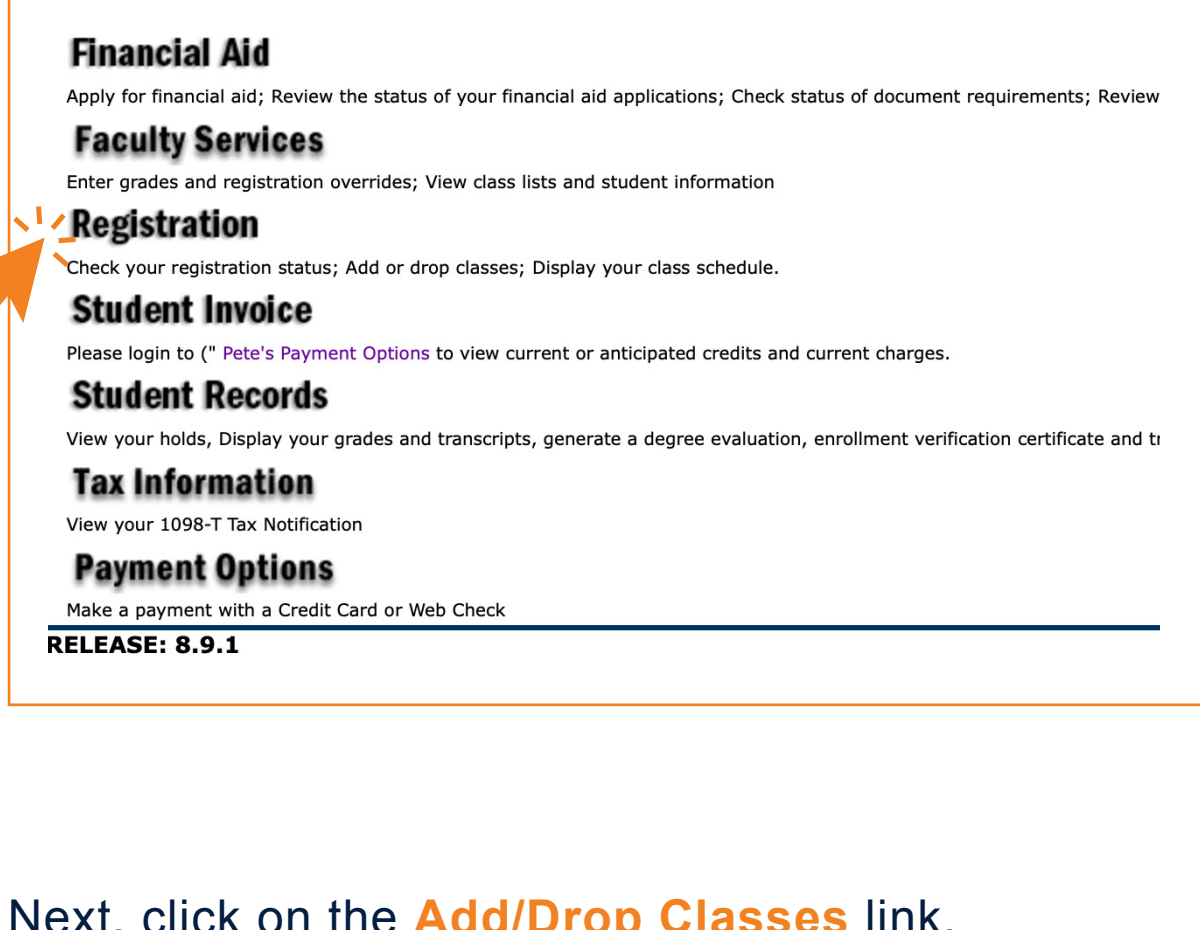 Financial Aid
Apply for financial aid; Review the status of your financial aid applications; Check status of document requirements; Review
Faculty Services
Enter grades and registration overrides; View class lists and student information
Registration
Check your registration status; Add or drop classes; Display your class schedule.
Student Invoice
Please login to (" Pete's Payment Options to view current or anticipated credits and current charges.
Student Records
View your holds, Display your grades and transcripts, generate a degree evaluation, enrollment verification certificate and
Tax Information
View your 1098-T Tax Notification
Payment Options
Make a payment with a Credit Card or Web Check
RELEASE: 8.9.1
Next, click on the Add/Drop Classes link.